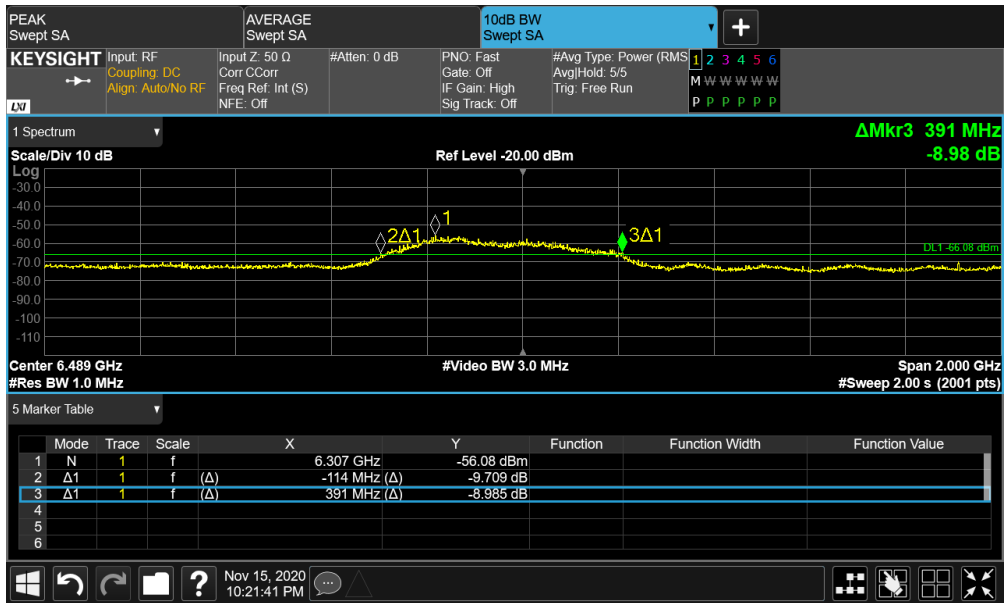 PEAK
Swept SA
AVERAGE
Swept SA
10dB BW
Swept SA
▼
+
KEYSIGHT
LXI
Input: RF
Coupling: DC
Align: Auto/No RF
Input Z: 50 Ω
Corr CCorr
Freq Ref: Int (S)
NFE: Off
#Atten: 0 dB
PNO: Fast
Gate: Off
IF Gain: High
Sig Track: Off
#Avg Type: Power (RMS
Avg|Hold: 5/5
Trig: Free Run
1 2 3 4 5 6
M W W W W W
P P P P P P
1 Spectrum ▼
ΔMkr3 391 MHz
-8.98 dB
Scale/Div 10 dB
Ref Level -20.00 dBm
Log
-30.0
-40.0
-50.0
-60.0
-70.0
-80.0
-90.0
-100
-110
1
2Δ1
3Δ1
DL1 -66.08 dBm
Center 6.489 GHz
#Video BW 3.0 MHz
Span 2.000 GHz
#Res BW 1.0 MHz
#Sweep 2.00 s (2001 pts)
5 Marker Table ▼
Mode Trace Scale X Y Function Function Width Function Value
1 N 1 f 6.307 GHz -56.08 dBm
2 Δ1 1 f (Δ) -114 MHz (Δ) -9.709 dB
3 Δ1 1 f (Δ) 391 MHz (Δ) -8.985 dB
4
5
6
?
Nov 15, 2020
10:21:41 PM